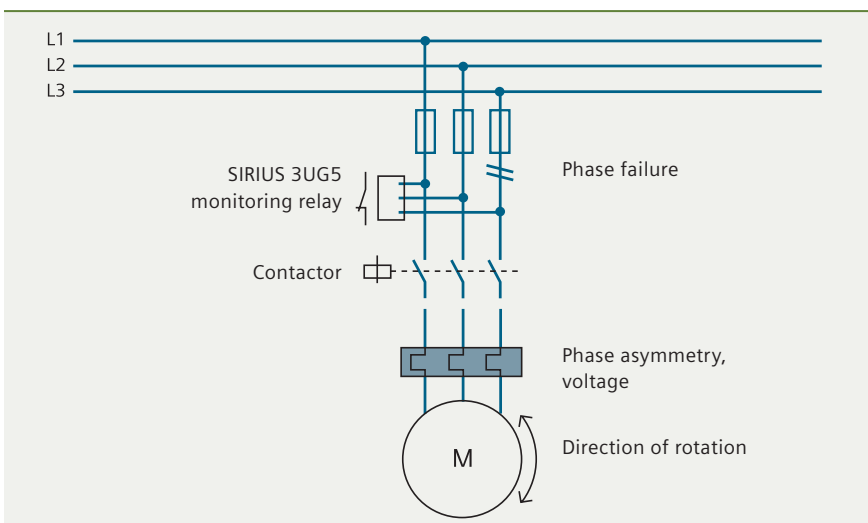 L1
L2
L3
SIRIUS 3UG5
monitoring relay
Phase failure
Contactor
Phase asymmetry,
voltage
M
Direction of rotation